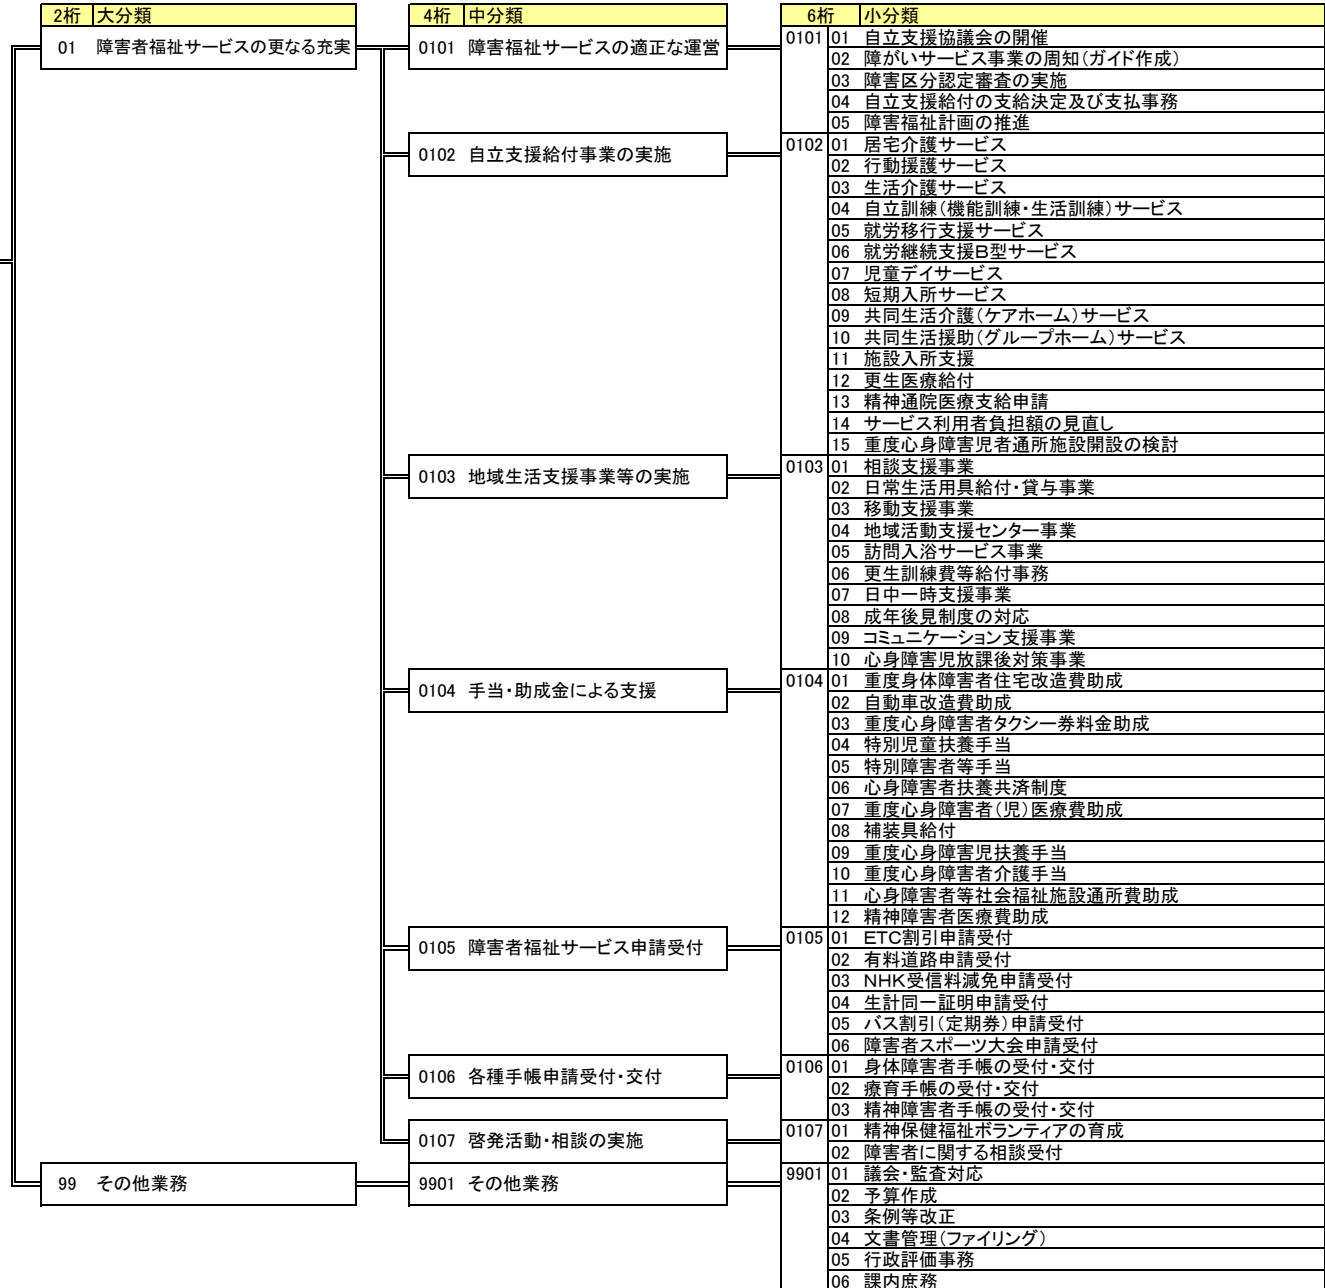 2桁 大分類 4桁 中分類 6桁 小分類
01 障害者福祉サービスの更なる充実 0101 障害福祉サービスの適正な運営 0101 01 自立支援協議会の開催
02 障がいサービス事業の周知(ガイド作成)
03 障害区分認定審査の実施
04 自立支援給付の支給決定及び支払事務
05 障害福祉計画の推進
0102 自立支援給付事業の実施 0102 01 居宅介護サービス
02 行動援護サービス
03 生活介護サービス
04 自立訓練(機能訓練・生活訓練)サービス
05 就労移行支援サービス
06 就労継続支援B型サービス
07 児童デイサービス
08 短期入所サービス
09 共同生活介護(ケアホーム)サービス
10 共同生活援助(グループホーム)サービス
11 施設入所支援
12 更生医療給付
13 精神通院医療支給申請
14 サービス利用者負担額の見直し
15 重度心身障害児者通所施設開設の検討
0103 地域生活支援事業等の実施 0103 01 相談支援事業
02 日常生活用具給付・貸与事業
03 移動支援事業
04 地域活動支援センター事業
05 訪問入浴サービス事業
06 更生訓練費等給付事務
07 日中一時支援事業
08 成年後見制度の対応
09 コミュニケーション支援事業
10 心身障害児放課後対策事業
0104 手当・助成金による支援 0104 01 重度身体障害者住宅改造費助成
02 自動車改造費助成
03 重度心身障害者タクシー券料金助成
04 特別児童扶養手当
05 特別障害者等手当
06 心身障害者扶養共済制度
07 重度心身障害者(児)医療費助成
08 補装具給付
09 重度心身障害児扶養手当
10 重度心身障害者介護手当
11 心身障害者等社会福祉施設通所費助成
12 精神障害者医療費助成
0105 障害者福祉サービス申請受付 0105 01 ETC割引申請受付
02 有料道路申請受付
03 NHK受信料減免申請受付
04 生計同一証明申請受付
05 バス割引(定期券)申請受付
06 障害者スポーツ大会申請受付
0106 各種手帳申請受付・交付 0106 01 身体障害者手帳の受付・交付
02 療育手帳の受付・交付
03 精神障害者手帳の受付・交付
0107 啓発活動・相談の実施 0107 01 精神保健福祉ボランティアの育成
02 障害者に関する相談受付
99 その他業務 9901 その他業務 9901 01 議会・監査対応
02 予算作成
03 条例等改正
04 文書管理(ファイリング)
05 行政評価事務
06 課内庶務